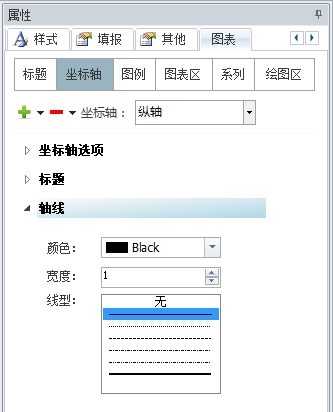 属性
样式 填报 其他 图表
标题 坐标轴 图例 图表区 系列 绘图区
坐标轴： 纵轴
坐标轴选项
标题
轴线
颜色： Black
宽度： 1
线型： 无